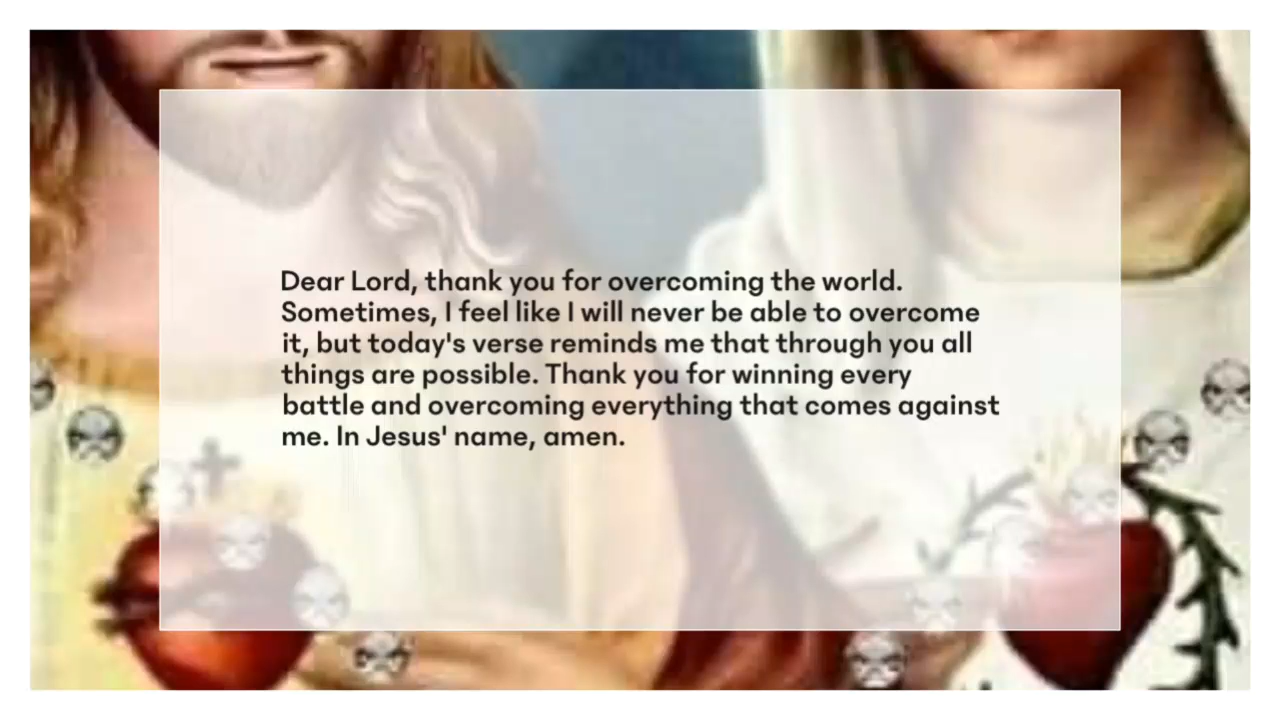 Dear Lord, thank you for overcoming the world.
Sometimes, I feel like I will never be able to overcome
it, but today's verse reminds me that through you all
things are possible. Thank you for winning every
battle and overcoming everything that comes against
me. In Jesus' name, amen.